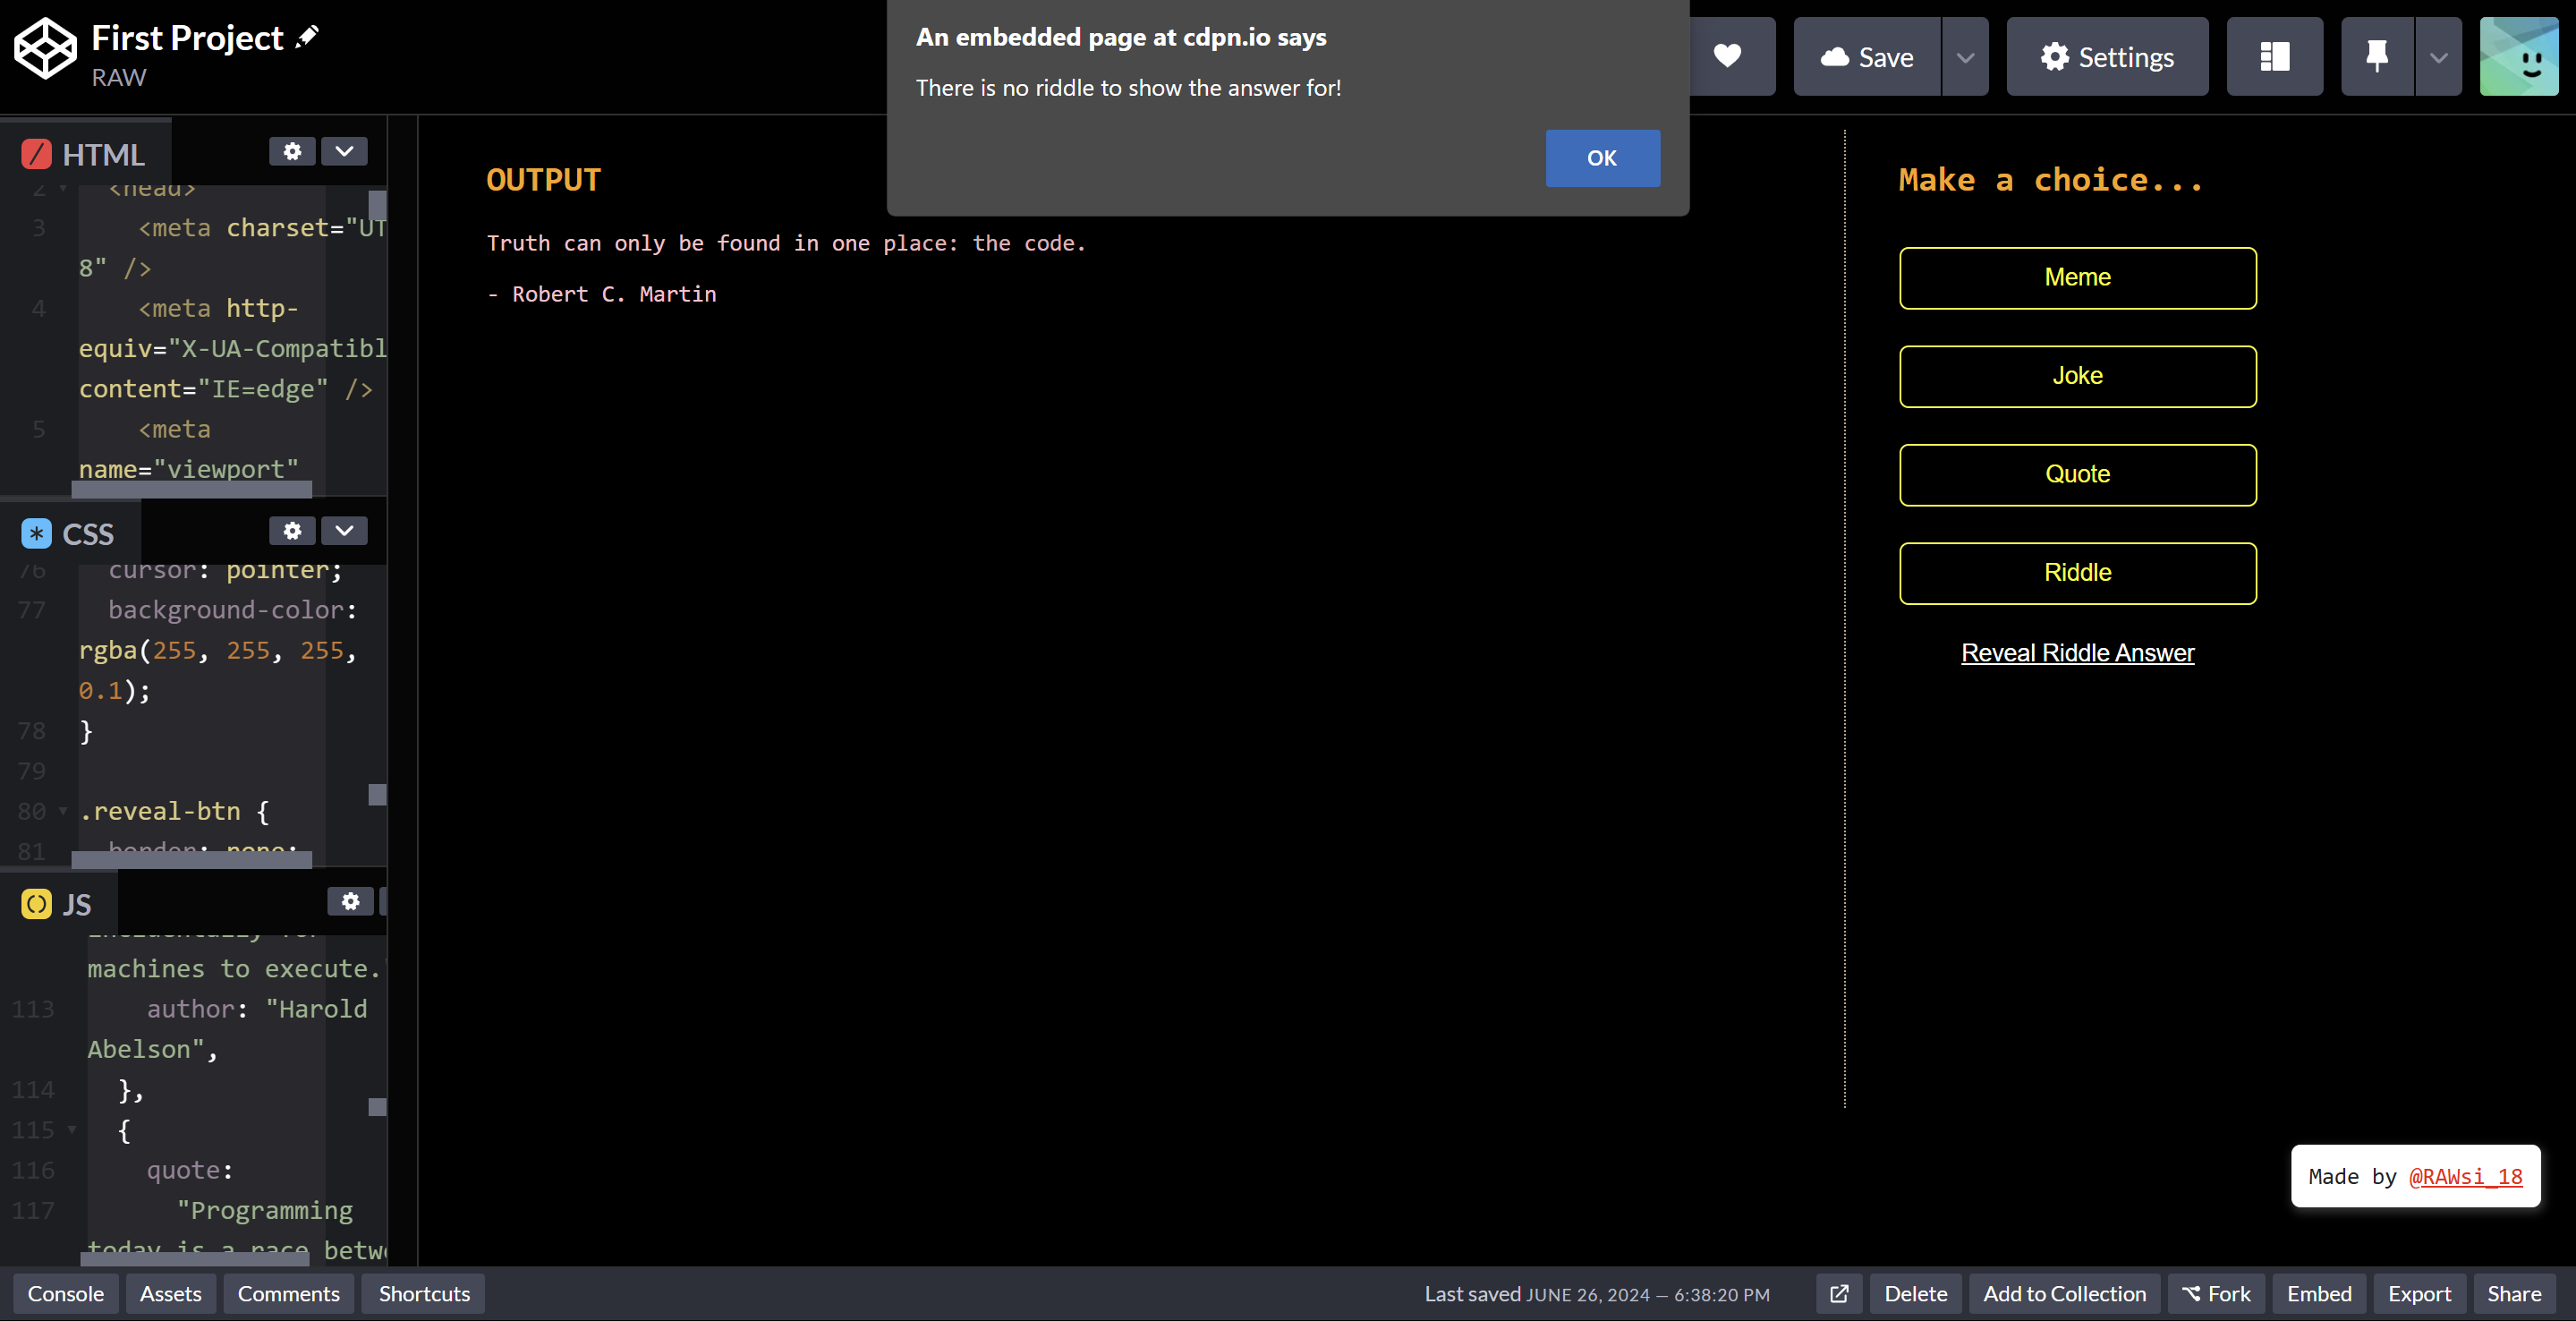 First Project
RAW
An embedded page at cdpn.io says
There is no riddle to show the answer for!
OK
Save
Settings
HTML
2 <head>
3 <meta charset="UT
8" />
4 <meta http-
equiv="X-UA-Compatibl
content="IE=edge" />
5 <meta
name="viewport"
CSS
76 cursor: pointer;
77 background-color:
rgba(255, 255, 255,
0.1);
78 }
79
80 .reveal-btn {
81 border: none;
JS
incidentally for
machines to execute."
113 author: "Harold
Abelson",
114 },
115 {
116 quote:
117 "Programming
today is a race betwe
OUTPUT
Truth can only be found in one place: the code.
- Robert C. Martin
Make a choice...
Meme
Joke
Quote
Riddle
Reveal Riddle Answer
Made by @RAWsi_18
Console
Assets
Comments
Shortcuts
Last saved JUNE 26, 2024 — 6:38:20 PM
Delete
Add to Collection
Fork
Embed
Export
Share